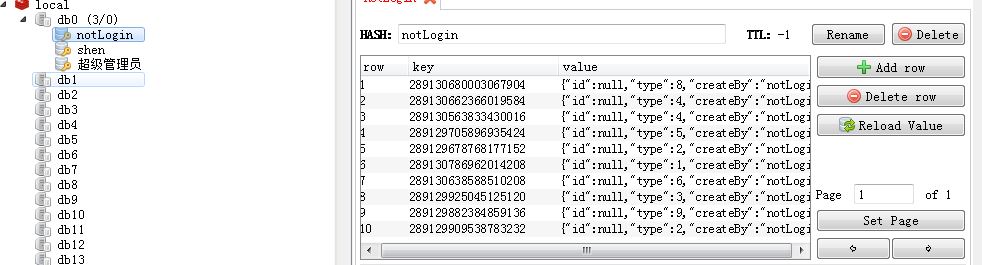 local
db0 (3/0)
notLogin
shen
超级管理员
db1
db2
db3
db4
db5
db6
db7
db8
db9
db10
db11
db12
db13
notLogin
HASH: notLogin TTL: -1 Rename Delete
row key value
1 289130680003067904 {"id":null,"type":8,"createBy":"notLogi
2 289130662366019584 {"id":null,"type":4,"createBy":"notLogi
3 289130563833430016 {"id":null,"type":4,"createBy":"notLogi
4 289129705896935424 {"id":null,"type":5,"createBy":"notLogi
5 289129678768177152 {"id":null,"type":2,"createBy":"notLogi
6 289130786962014208 {"id":null,"type":1,"createBy":"notLogi
7 289130638588510208 {"id":null,"type":6,"createBy":"notLogi
8 289129925045125120 {"id":null,"type":3,"createBy":"notLogi
9 289129882384859136 {"id":null,"type":9,"createBy":"notLogi
10 289129909538783232 {"id":null,"type":2,"createBy":"notLogi
Add row
Delete row
Reload Value
Page 1 of 1
Set Page